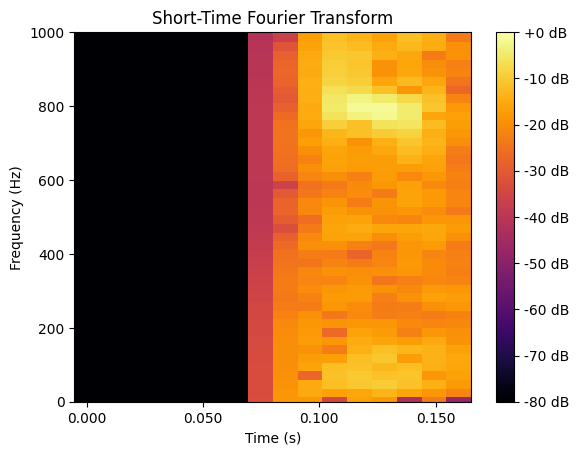 Short-Time Fourier Transform
1000
800
600
400
200
0
Frequency (Hz)
0.000
0.050
0.100
0.150
Time (s)
+0 dB
-10 dB
-20 dB
-30 dB
-40 dB
-50 dB
-60 dB
-70 dB
-80 dB